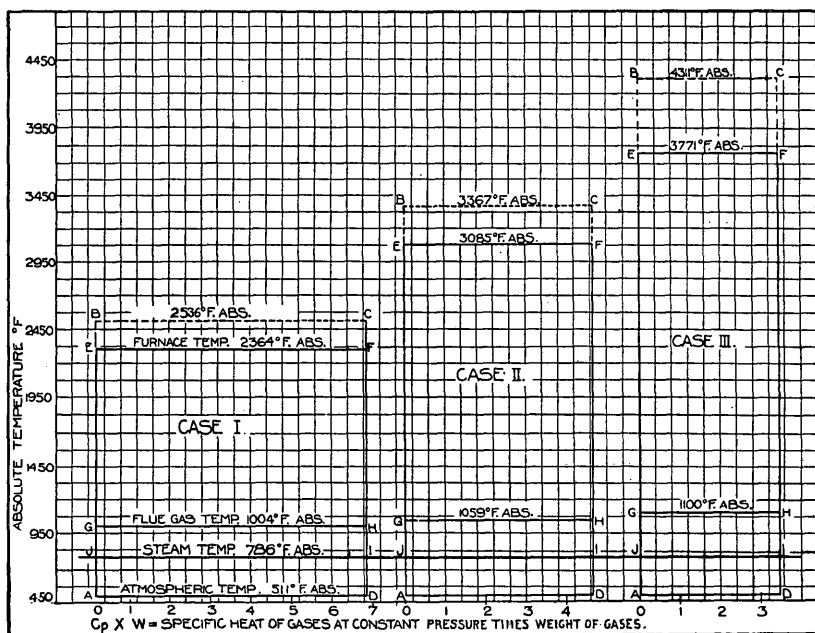 4450
3950
3450
2950
2450
1950
1450
950
450
ABSOLUTE TEMPERATURE °F
B 2536°F. ABS. C
E FURNACE TEMP. 2364°F. ABS. F
CASE I.
G FLUE GAS TEMP. 1004°F. ABS. H
J STEAM TEMP. 786°F. ABS. I
A ATMOSPHERIC TEMP. 511°F. ABS. D
0 1 2 3 4 5 6 7
B 3367°F. ABS. C
E 3085°F. ABS. F
CASE II.
G 1059°F. ABS. H
J I
A D
0 1 2 3 4
B 4311°F. ABS. C
E 3771°F. ABS. F
CASE III.
G 1100°F. ABS. H
J I
A D
0 1 2 3
Cp X W = SPECIFIC HEAT OF GASES AT CONSTANT PRESSURE TIMES WEIGHT OF GASES.